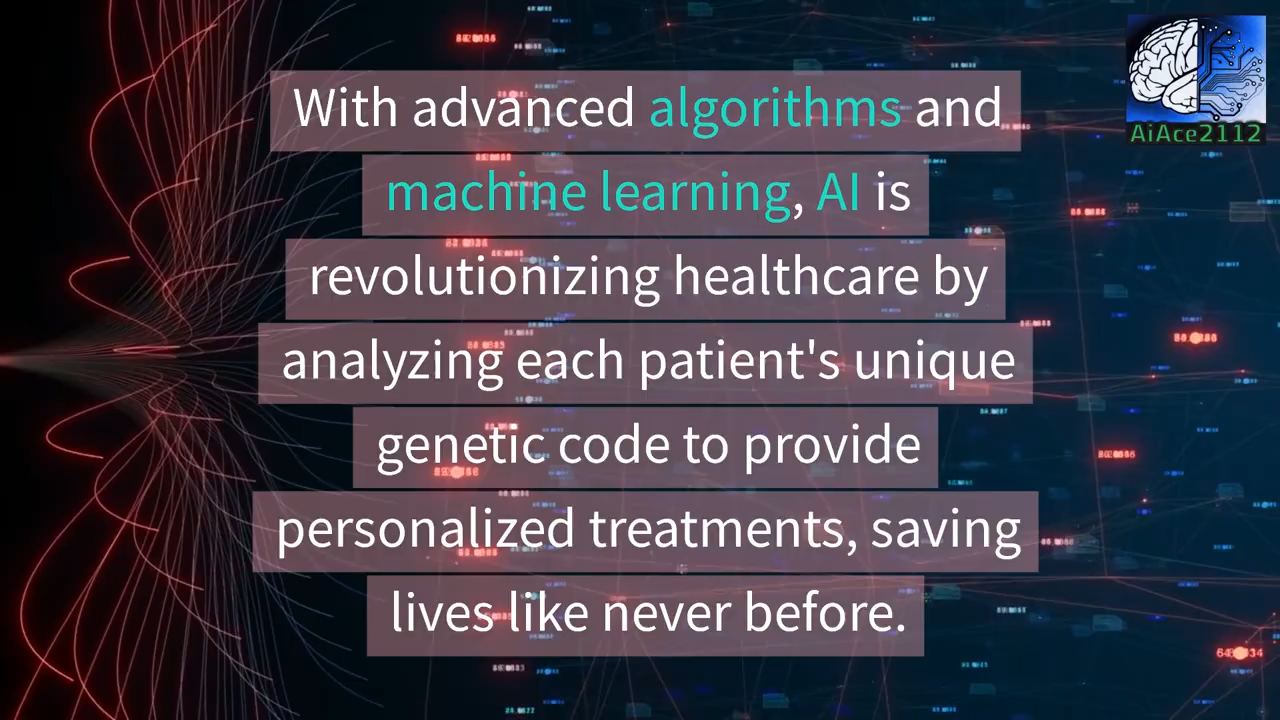 With advanced algorithms and
machine learning, AI is
revolutionizing healthcare by
analyzing each patient's unique
genetic code to provide
personalized treatments, saving
lives like never before.
AiAce2112